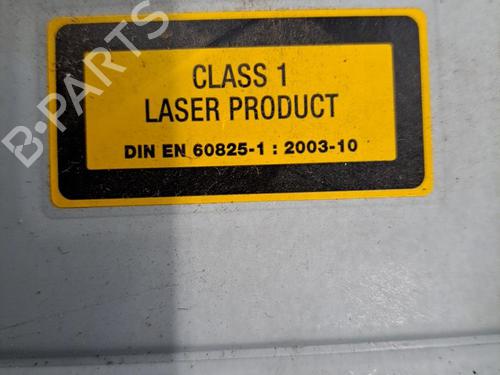 B-PARTS
CLASS 1
LASER PRODUCT
DIN EN 60825-1 : 2003-10